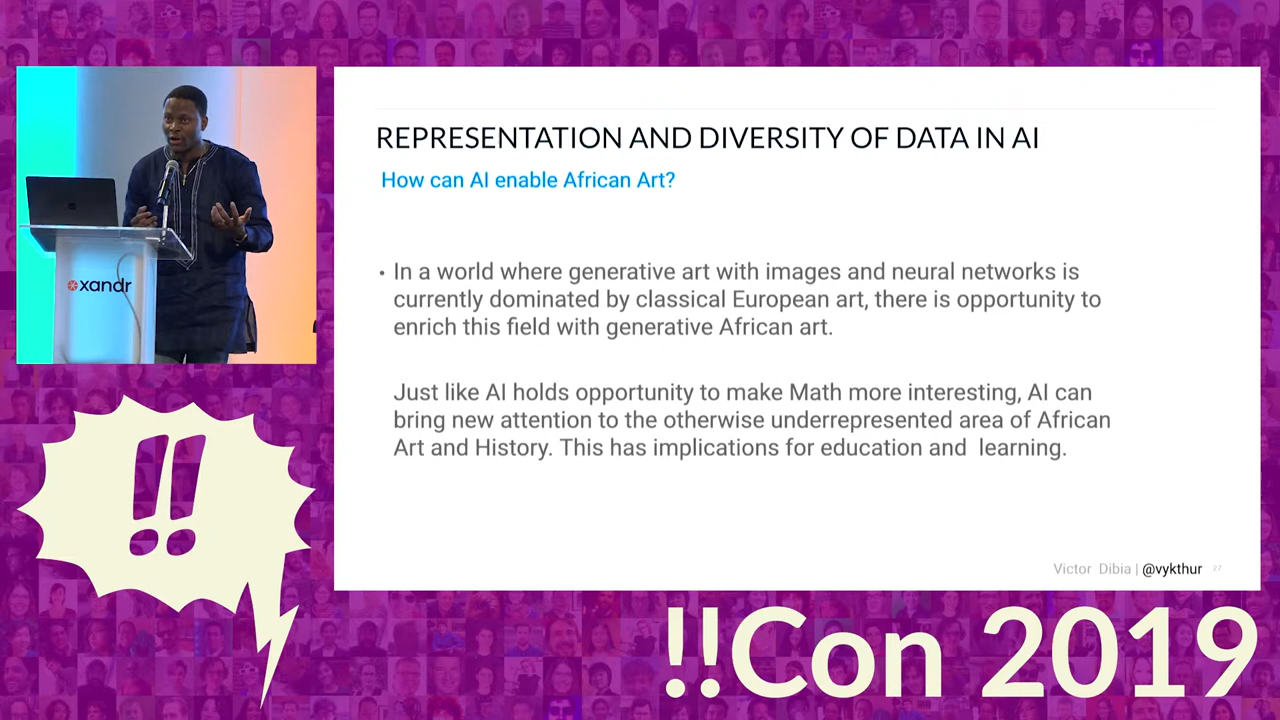 REPRESENTATION AND DIVERSITY OF DATA IN AI
How can AI enable African Art?
• In a world where generative art with images and neural networks is
currently dominated by classical European art, there is opportunity to
enrich this field with generative African art.
Just like AI holds opportunity to make Math more interesting, AI can
bring new attention to the otherwise underrepresented area of African
Art and History. This has implications for education and learning.
Victor Dibia | @vykthur 27
xandr
!!
!!Con 2019